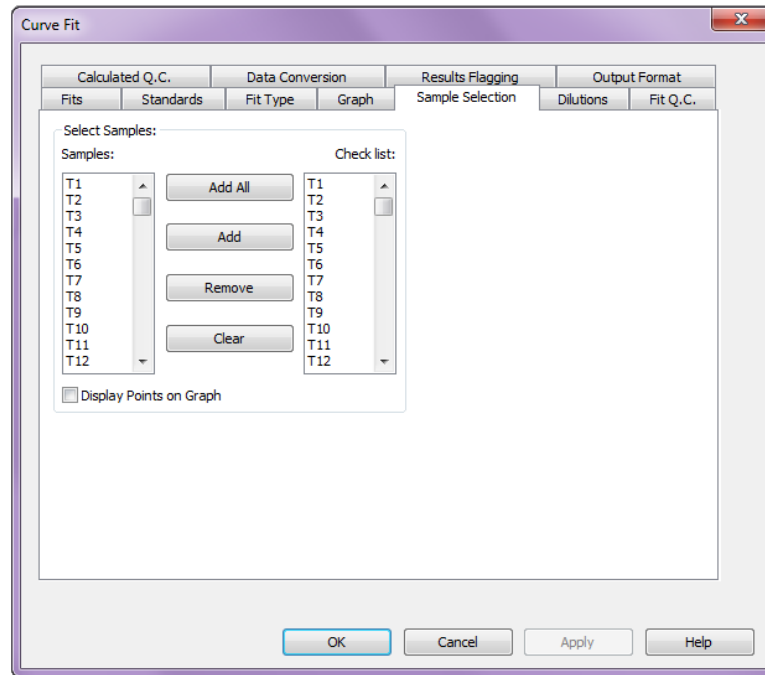 Curve Fit
Calculated Q.C. Data Conversion Results Flagging Output Format
Fits Standards Fit Type Graph Sample Selection Dilutions Fit Q.C.
Select Samples:
Samples: Check list:
T1
T2
T3
T4
T5
T6
T7
T8
T9
T10
T11
T12
Add All
Add
Remove
Clear
T1
T2
T3
T4
T5
T6
T7
T8
T9
T10
T11
T12
Display Points on Graph
OK Cancel Apply Help